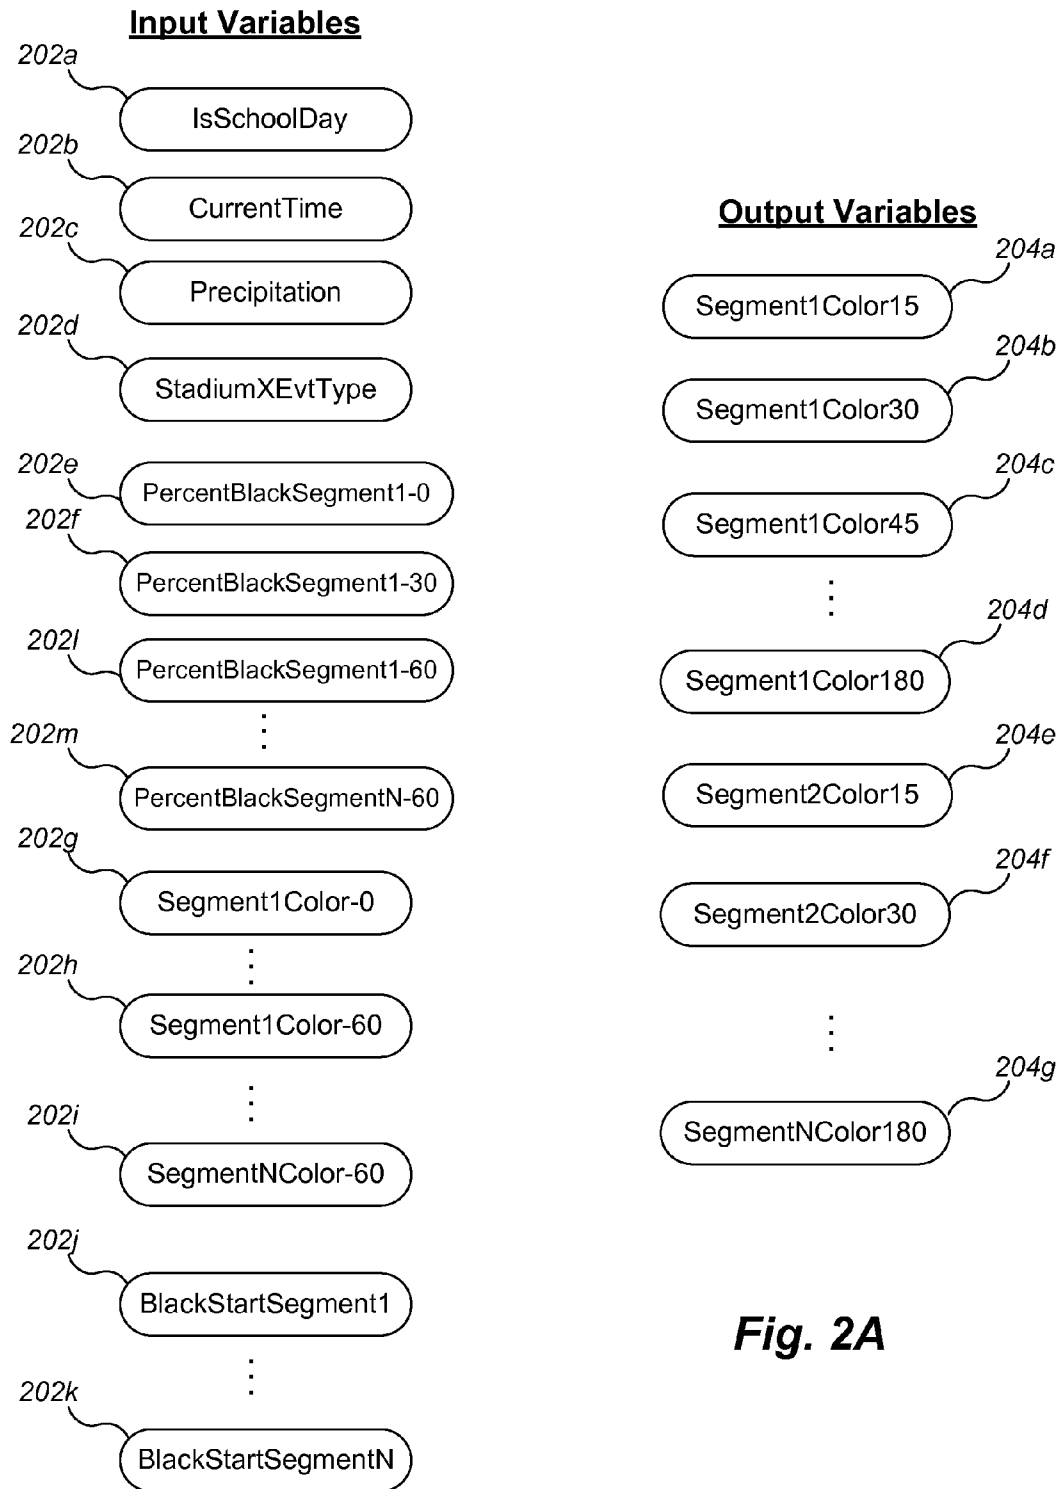 Input Variables
202a
IsSchoolDay
202b
CurrentTime
202c
Precipitation
202d
StadiumXEvtType
202e
PercentBlackSegment1-0
202f
PercentBlackSegment1-30
202l
PercentBlackSegment1-60
202m
PercentBlackSegmentN-60
202g
Segment1Color-0
202h
Segment1Color-60
202i
SegmentNColor-60
202j
BlackStartSegment1
202k
BlackStartSegmentN
Output Variables
204a
Segment1Color15
204b
Segment1Color30
204c
Segment1Color45
204d
Segment1Color180
204e
Segment2Color15
204f
Segment2Color30
204g
SegmentNColor180
Fig. 2A